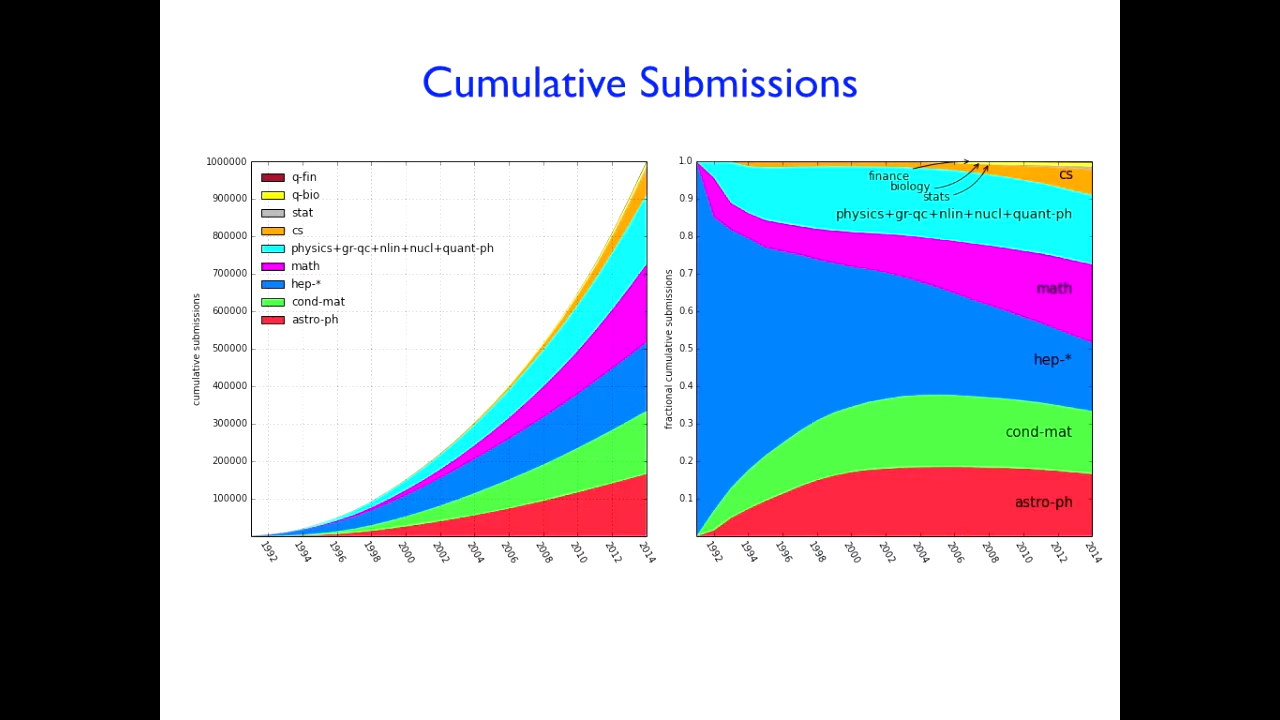 Cumulative Submissions
cumulative submissions
1000000
900000
800000
700000
600000
500000
400000
300000
200000
100000
q-fin
q-bio
stat
cs
physics+gr-qc+nlin+nucl+quant-ph
math
hep-*
cond-mat
astro-ph
1992 1994 1996 1998 2000 2002 2004 2006 2008 2010 2012 2014
fractional cumulative submissions
1.0
0.9
0.8
0.7
0.6
0.5
0.4
0.3
0.2
0.1
finance
biology
stats
cs
physics+gr-qc+nlin+nucl+quant-ph
math
hep-*
cond-mat
astro-ph
1992 1994 1996 1998 2000 2002 2004 2006 2008 2010 2012 2014